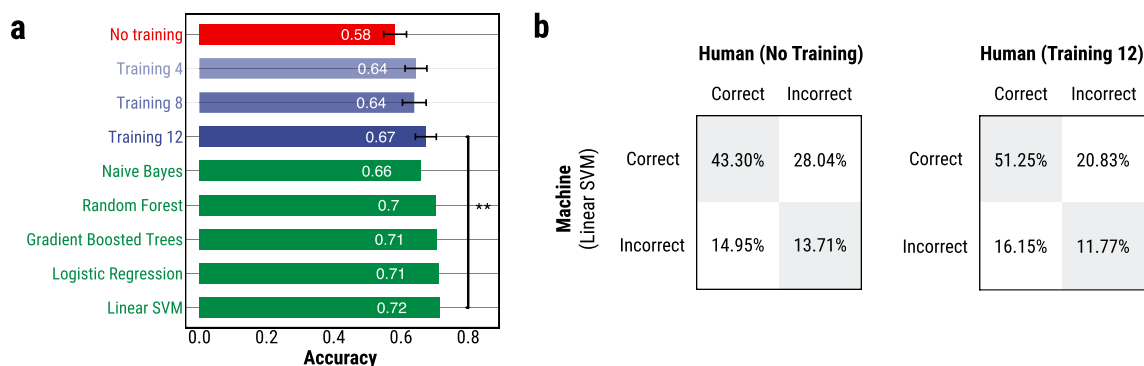 a
No training 0.58
Training 4 0.64
Training 8 0.64
Training 12 0.67
Naive Bayes 0.66
Random Forest 0.7
Gradient Boosted Trees 0.71
Logistic Regression 0.71
Linear SVM 0.72
**
0.0 0.2 0.4 0.6 0.8
Accuracy
b
Human (No Training)
Correct Incorrect
Machine
(Linear SVM)
Correct 43.30% 28.04%
Incorrect 14.95% 13.71%
Human (Training 12)
Correct Incorrect
Correct 51.25% 20.83%
Incorrect 16.15% 11.77%